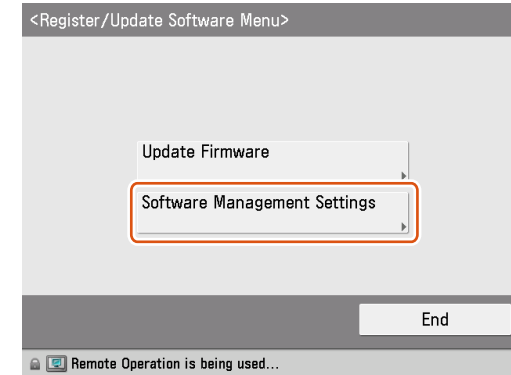 <Register/Update Software Menu>
Update Firmware
Software Management Settings
End
Remote Operation is being used...